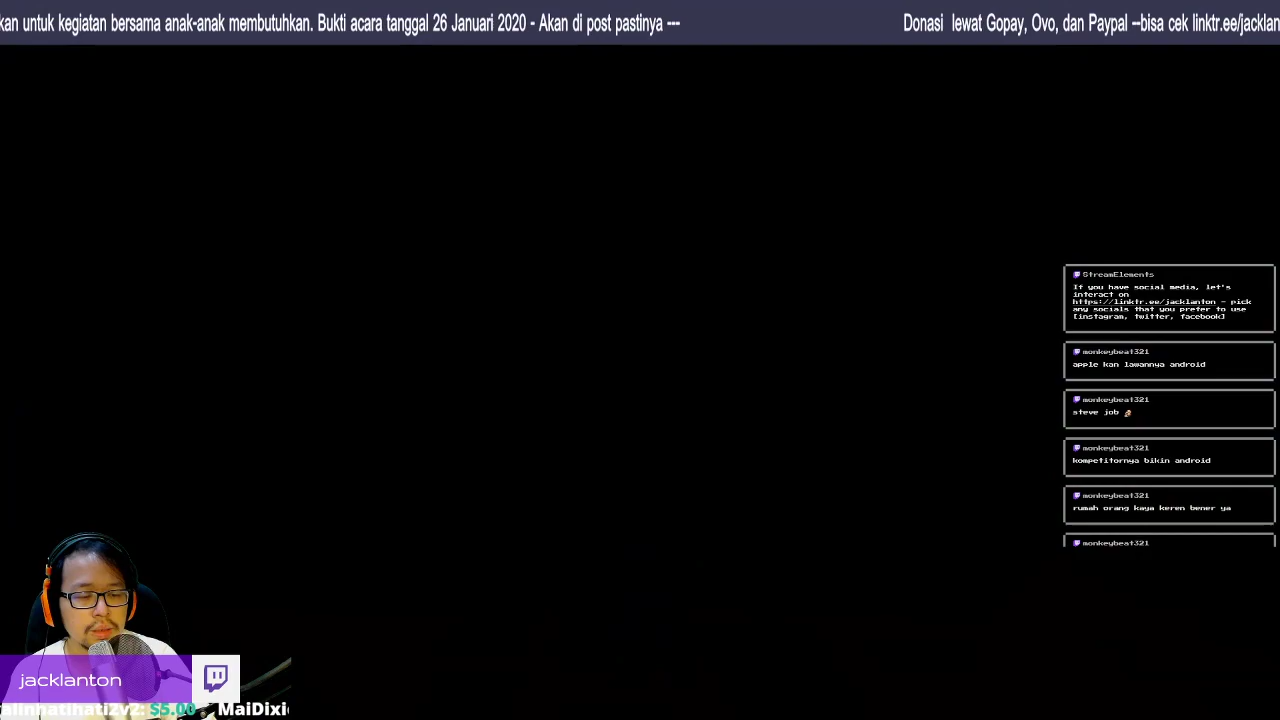 untuk kegiatan bersama anak-anak membutuhkan. Bukti acara tanggal 26 Januari 2020 - Akan di post pastinya --- Donasi lewat Gopay, Ovo, dan Paypal --bisa cek linktr.ee/jacklan
StreamElements
If you have social media, let's
interact on
https://linktr.ee/jacklanton - pick
any socials that you prefer to use
[instagram, twitter, facebook]
monkeybeat321
apple kan lawannya android
monkeybeat321
steve job
monkeybeat321
kompetitornya bikin android
monkeybeat321
rumah orang kaya keren bener ya
monkeybeat321
jacklanton
$5.00 MaiDixi